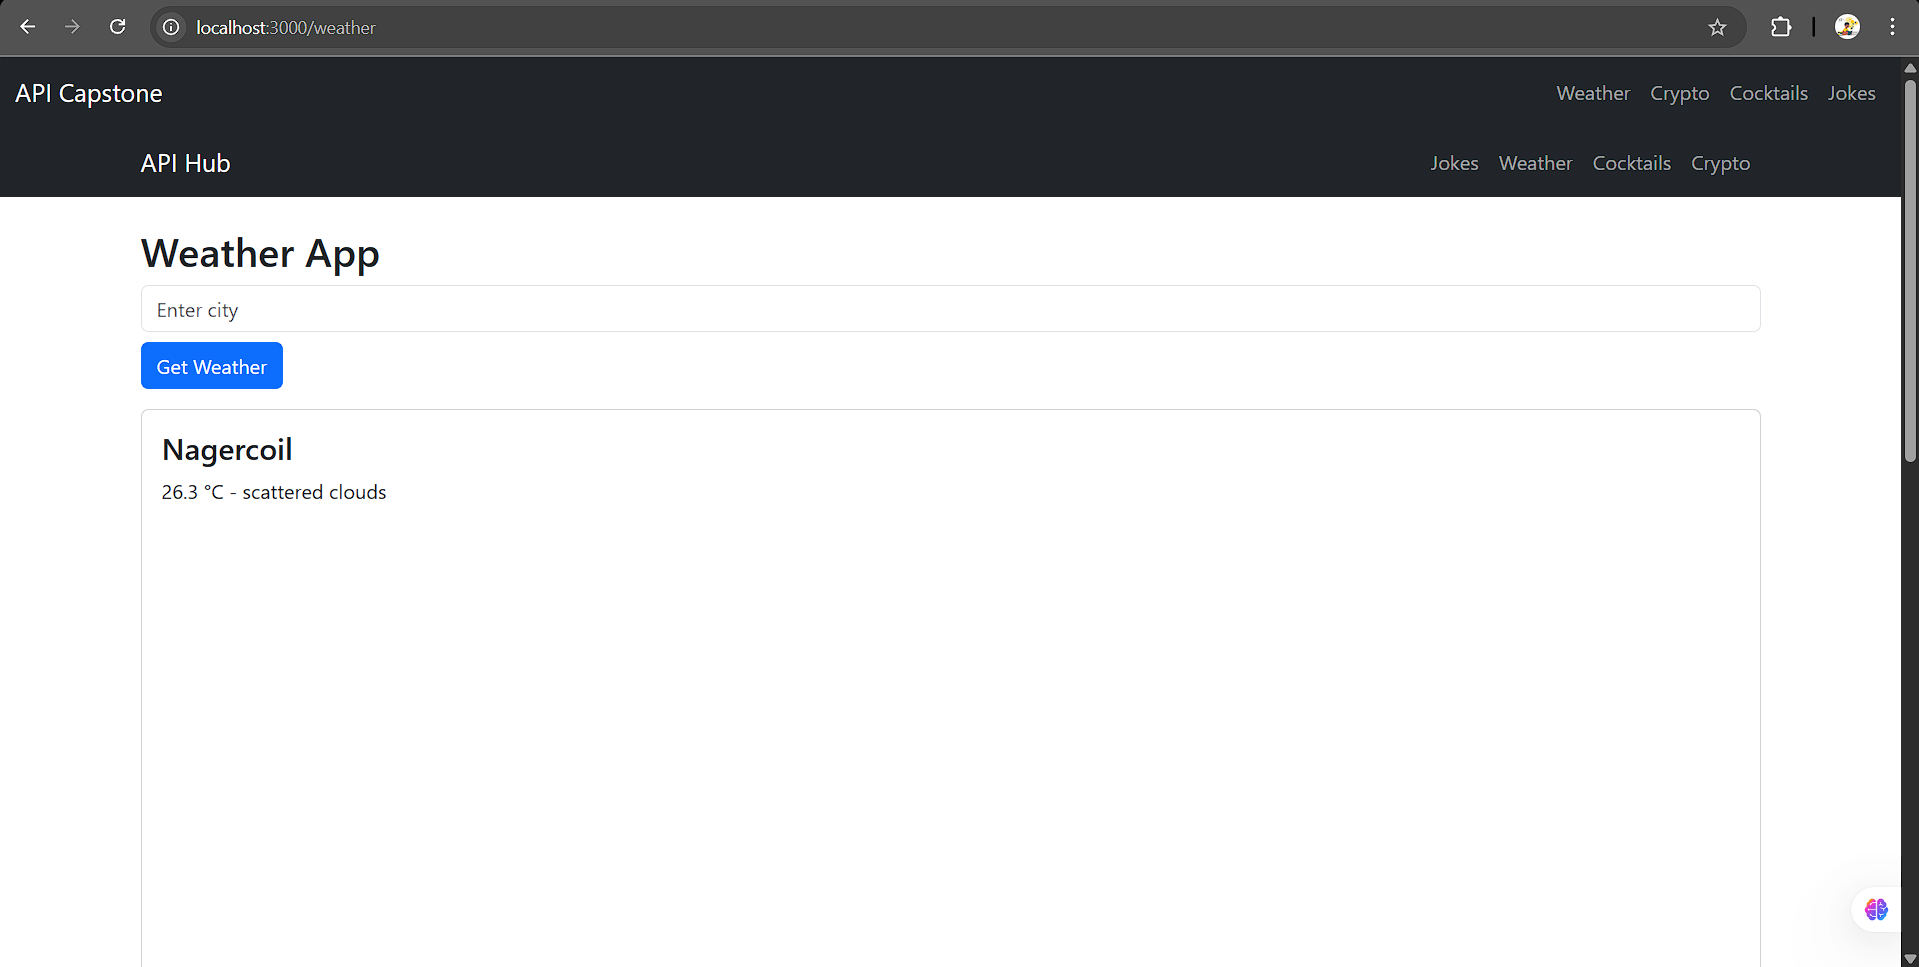 localhost:3000/weather
API Capstone Weather Crypto Cocktails Jokes
API Hub Jokes Weather Cocktails Crypto
Weather App
Enter city
Get Weather
Nagercoil
26.3 °C - scattered clouds